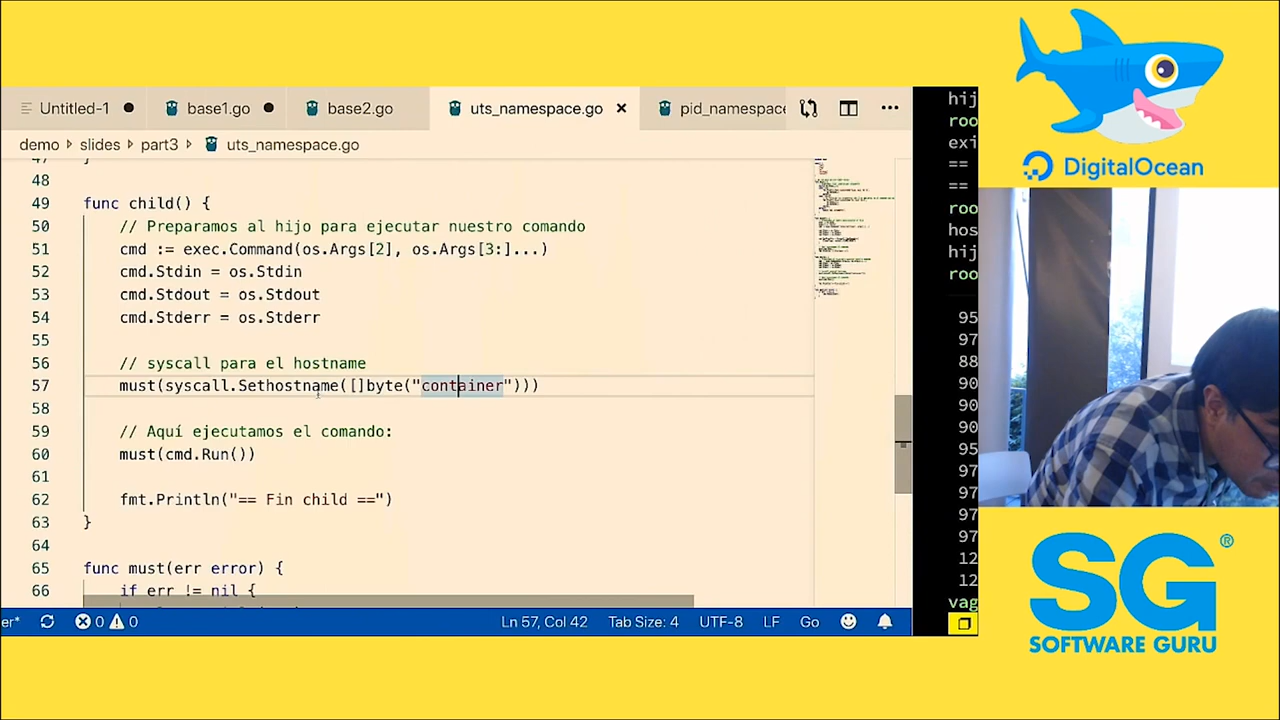 Untitled-1
base1.go
base2.go
uts_namespace.go
pid_namespace
demo slides part3 uts_namespace.go
47 }
48
49 func child() {
50 // Preparamos al hijo para ejecutar nuestro comando
51 cmd := exec.Command(os.Args[2], os.Args[3:]...)
52 cmd.Stdin = os.Stdin
53 cmd.Stdout = os.Stdout
54 cmd.Stderr = os.Stderr
55
56 // syscall para el hostname
57 must(syscall.Sethostname([]byte("container")))
58
59 // Aquí ejecutamos el comando:
60 must(cmd.Run())
61
62 fmt.Println("== Fin child ==")
63 }
64
65 func must(err error) {
66 if err != nil {
er* 0 0 Ln 57, Col 42 Tab Size: 4 UTF-8 LF Go
hij
roo
exi
==
==
roo
hos
hij
roo
95
97
88
90
90
90
95
97
97
97
97
12
12
vag
DigitalOcean
SG®
SOFTWARE GURU